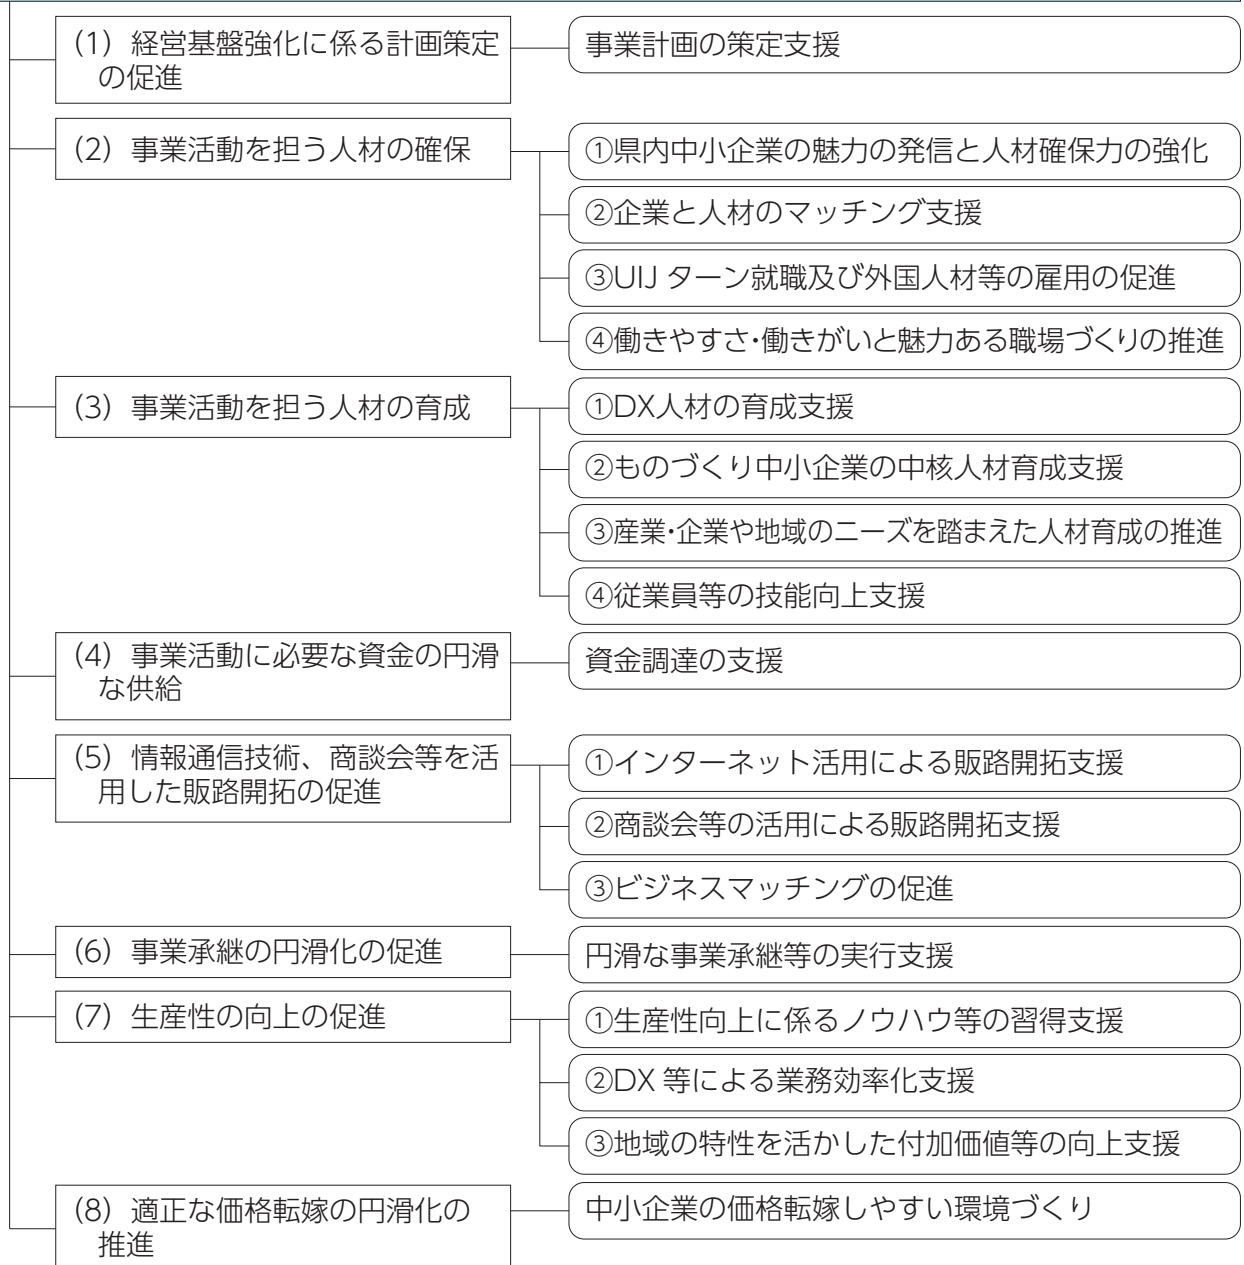 (1) 経営基盤強化に係る計画策定
の促進
事業計画の策定支援
(2) 事業活動を担う人材の確保
①県内中小企業の魅力の発信と人材確保力の強化
②企業と人材のマッチング支援
③UIJ ターン就職及び外国人材等の雇用の促進
④働きやすさ・働きがいと魅力ある職場づくりの推進
(3) 事業活動を担う人材の育成
①DX人材の育成支援
②ものづくり中小企業の中核人材育成支援
③産業・企業や地域のニーズを踏まえた人材育成の推進
④従業員等の技能向上支援
(4) 事業活動に必要な資金の円滑
な供給
資金調達の支援
(5) 情報通信技術、商談会等を活
用した販路開拓の促進
①インターネット活用による販路開拓支援
②商談会等の活用による販路開拓支援
③ビジネスマッチングの促進
(6) 事業承継の円滑化の促進
円滑な事業承継等の実行支援
(7) 生産性の向上の促進
①生産性向上に係るノウハウ等の習得支援
②DX 等による業務効率化支援
③地域の特性を活かした付加価値等の向上支援
(8) 適正な価格転嫁の円滑化の
推進
中小企業の価格転嫁しやすい環境づくり